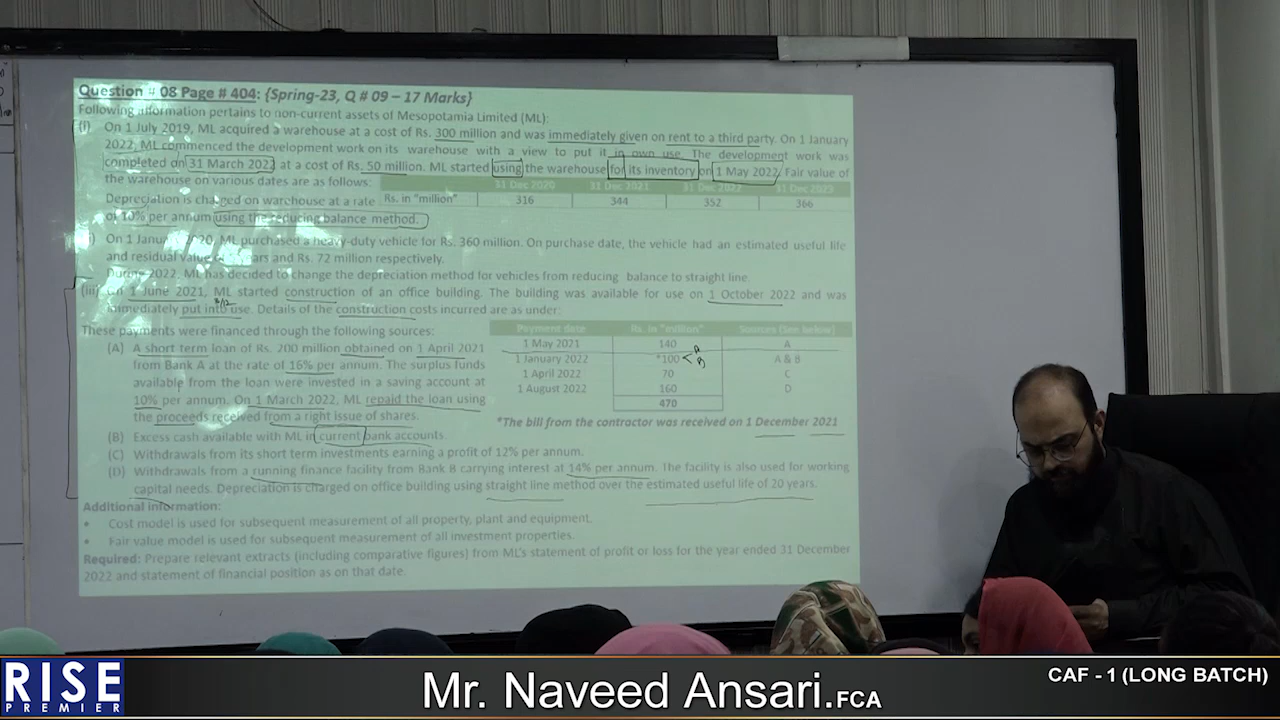 Question # 08 Page # 404: {Spring-23, Q # 09 – 17 Marks}
Following information pertains to non-current assets of Mesopotamia Limited (ML):
(i) On 1 July 2019, ML acquired a warehouse at a cost of Rs. 300 million and was immediately given on rent to a third party. On 1 January
2022, ML commenced the development work on its warehouse with a view to put it in own use. The development work was
completed on 31 March 2022 at a cost of Rs. 50 million. ML started using the warehouse for its inventory on 1 May 2022. Fair value of
the warehouse on various dates are as follows:
31 Dec 2020 31 Dec 2021 31 Dec 2022 31 Dec 2023
Depreciation is charged on warehouse at a rate Rs. in "million" 316 344 352 366
of 10% per annum using the reducing balance method.
On 1 January 2020, ML purchased a heavy-duty vehicle for Rs. 360 million. On purchase date, the vehicle had an estimated useful life
and residual value of years and Rs. 72 million respectively.
During 2022, ML has decided to change the depreciation method for vehicles from reducing balance to straight line.
(iii) On 1 June 2021, ML started construction of an office building. The building was available for use on 1 October 2022 and was
immediately put into use. Details of the construction costs incurred are as under:
These payments were financed through the following sources:
Payment date Rs. in "million" Sources (See below)
1 May 2021 140 A
1 January 2022 *100 A & B
A
B
1 April 2022 70 C
1 August 2022 160 D
470
(A) A short term loan of Rs. 200 million obtained on 1 April 2021
from Bank A at the rate of 16% per annum. The surplus funds
available from the loan were invested in a saving account at
10% per annum. On 1 March 2022, ML repaid the loan using
the proceeds received from a right issue of shares.
*The bill from the contractor was received on 1 December 2021
(B) Excess cash available with ML in current bank accounts.
(C) Withdrawals from its short term investments earning a profit of 12% per annum.
(D) Withdrawals from a running finance facility from Bank B carrying interest at 14% per annum. The facility is also used for working
capital needs. Depreciation is charged on office building using straight line method over the estimated useful life of 20 years.
Additional information:
• Cost model is used for subsequent measurement of all property, plant and equipment.
• Fair value model is used for subsequent measurement of all investment properties.
Required: Prepare relevant extracts (including comparative figures) from ML's statement of profit or loss for the year ended 31 December
2022 and statement of financial position as on that date.
RISE
PREMIER
Mr. Naveed Ansari.FCA
CAF - 1 (LONG BATCH)